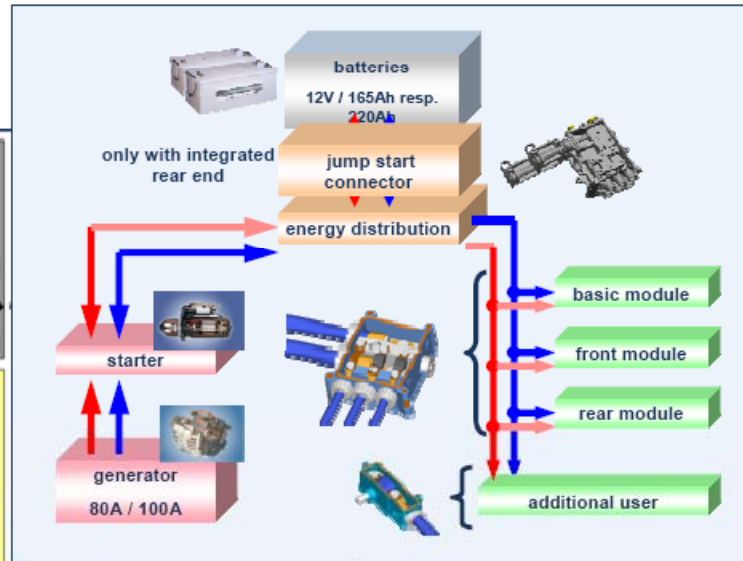 batteries
12V / 165Ah resp.
220Ah
only with integrated
rear end
jump start
connector
energy distribution
basic module
starter
front module
rear module
generator
80A / 100A
additional user